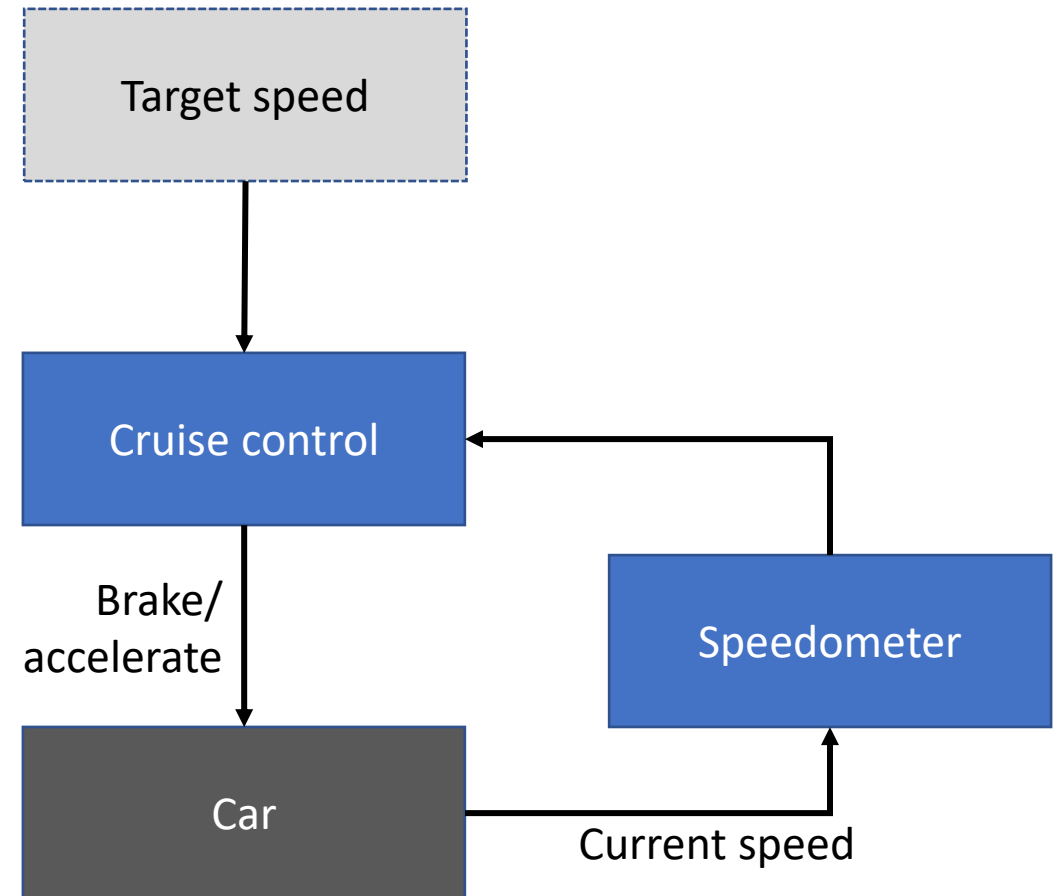 Target speed
Cruise control
Brake/
accelerate
Speedometer
Car
Current speed